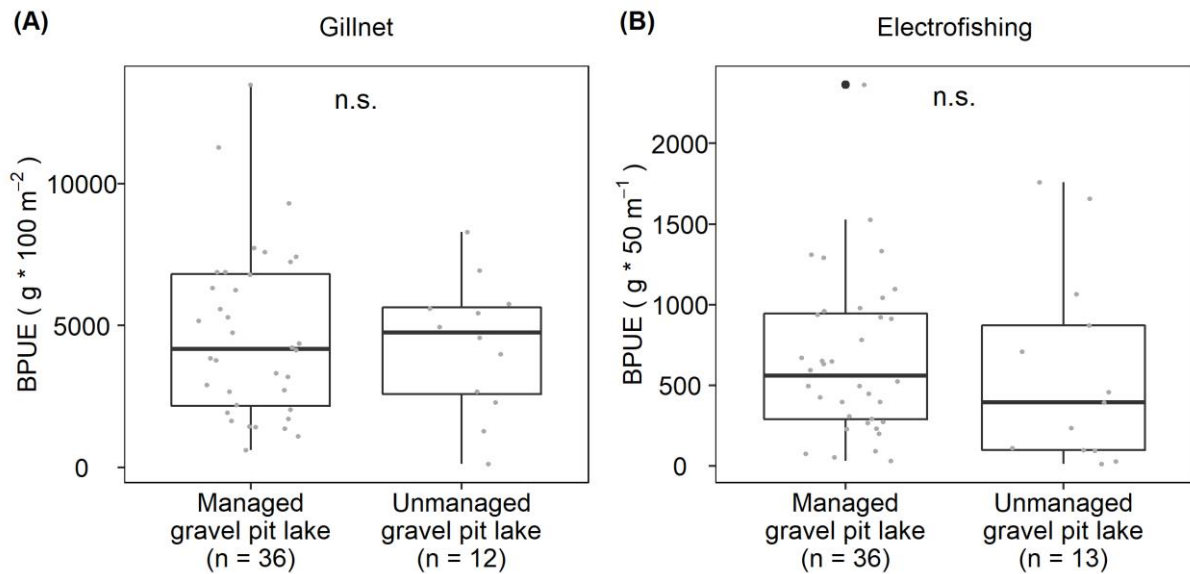 (A)
Gillnet
n.s.
BPUE ( g * 100 m⁻² )
10000
5000
0
Managed
gravel pit lake
(n = 36)
Unmanaged
gravel pit lake
(n = 12)
(B)
Electrofishing
n.s.
BPUE ( g * 50 m⁻¹ )
2000
1500
1000
500
0
Managed
gravel pit lake
(n = 36)
Unmanaged
gravel pit lake
(n = 13)